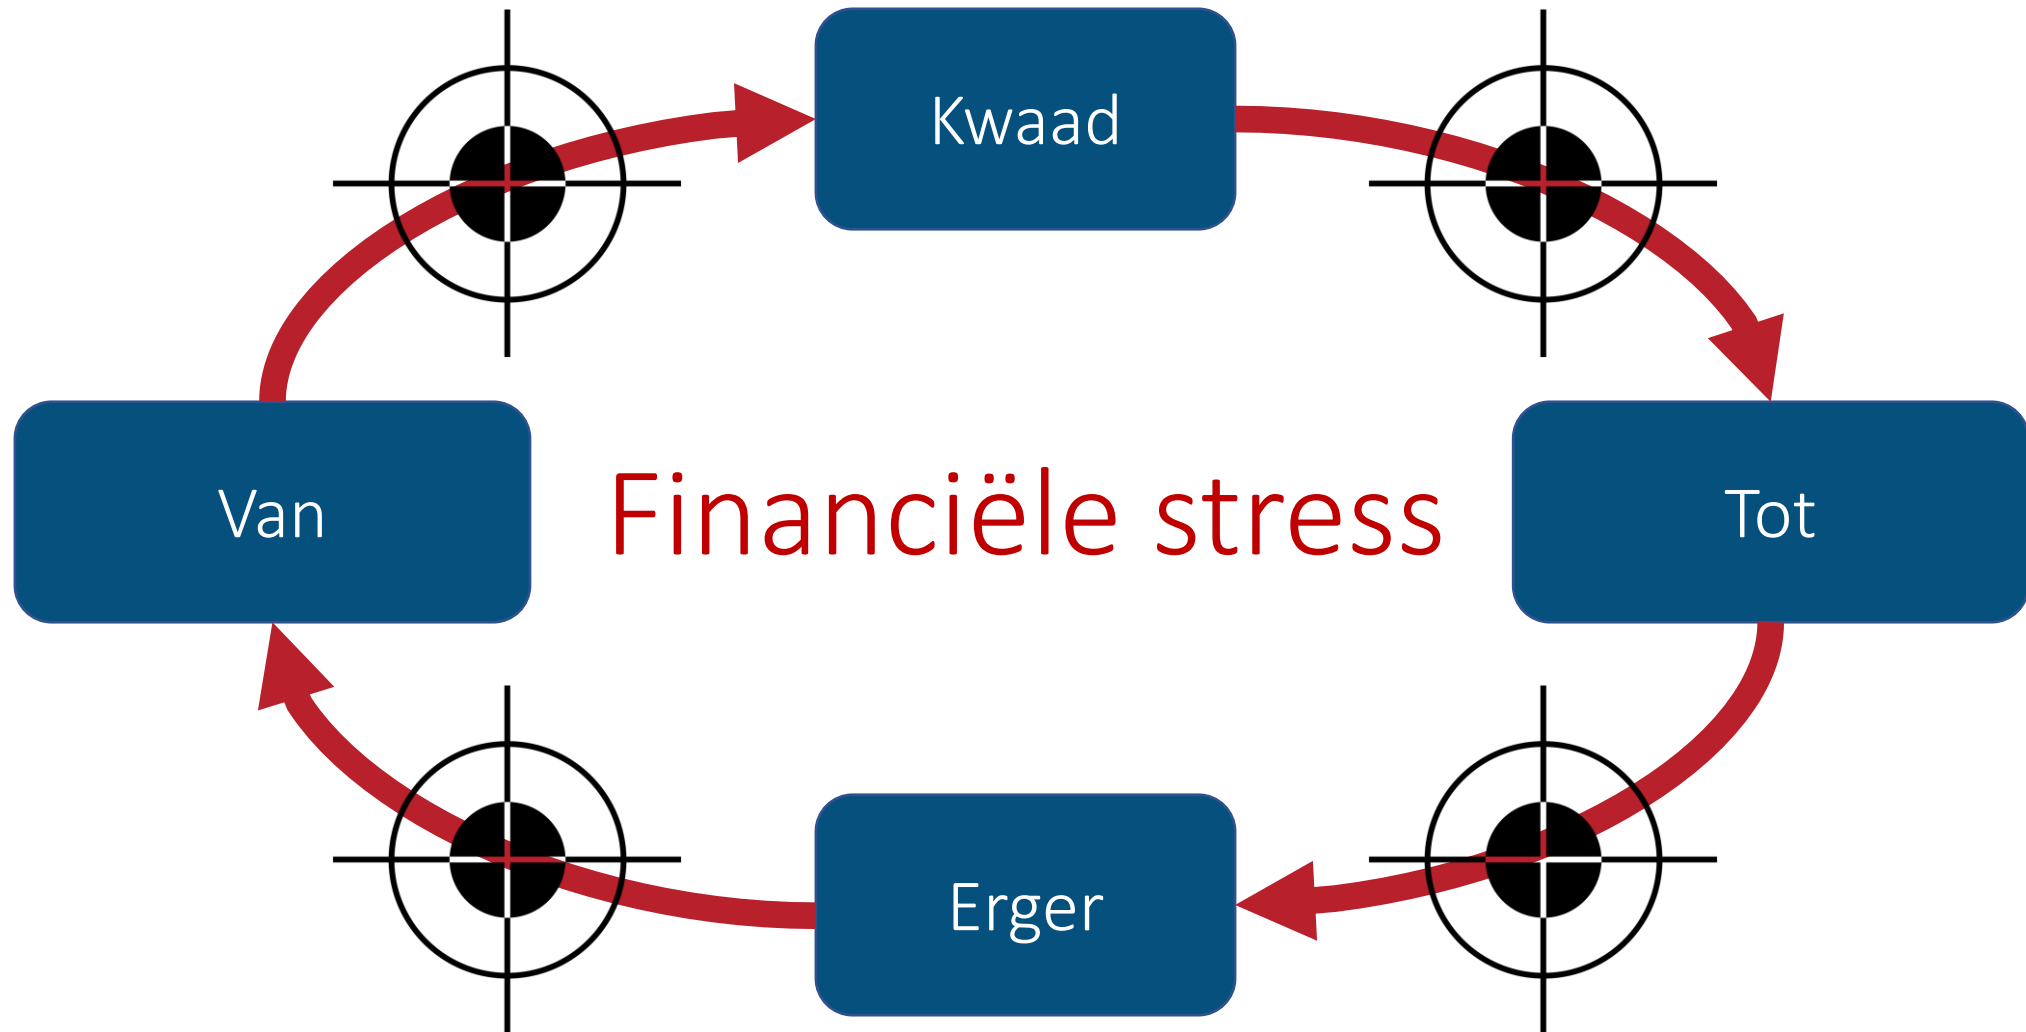 Kwaad
Van
Financiële stress
Tot
Erger